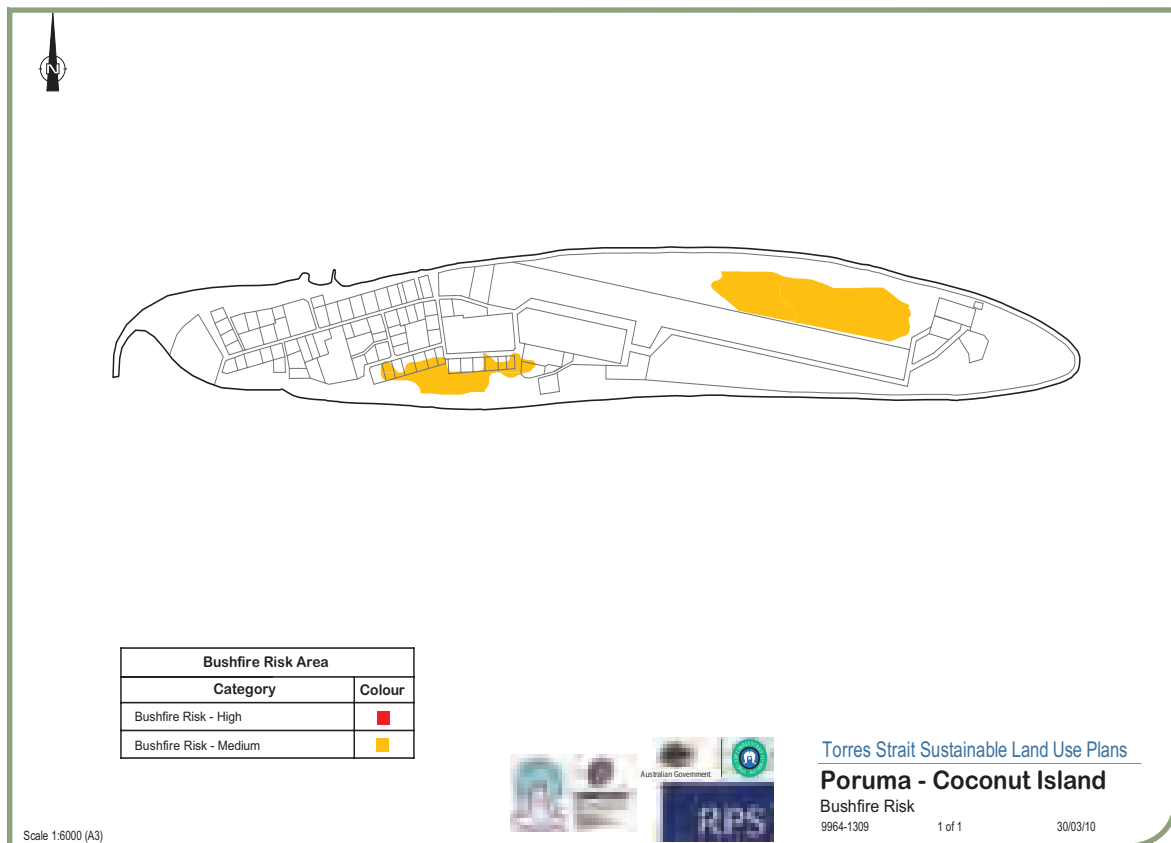 N
Bushfire Risk Area
Category Colour
Bushfire Risk - High
Bushfire Risk - Medium
Australian Government
RPS
Torres Strait Sustainable Land Use Plans
Poruma - Coconut Island
Bushfire Risk
9964-1309 1 of 1 30/03/10
Scale 1:6000 (A3)